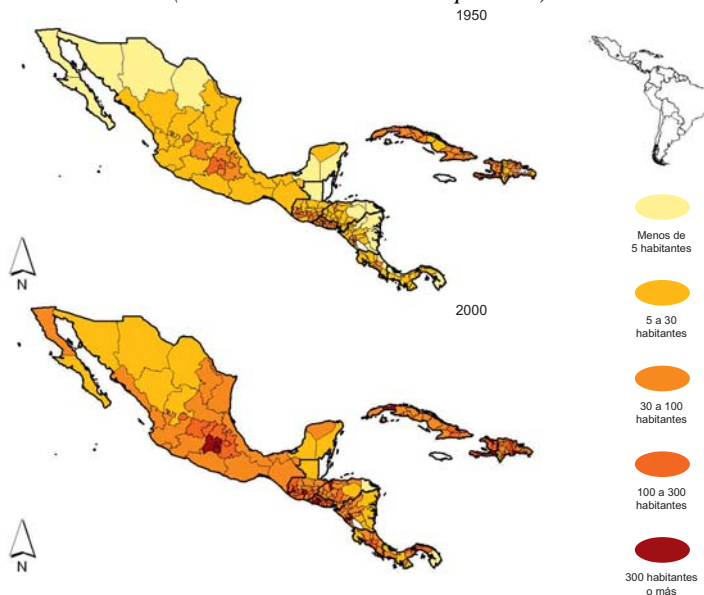 1950
Menos de
5 habitantes
N
2000
5 a 30
habitantes
30 a 100
habitantes
100 a 300
habitantes
N
300 habitantes
o más